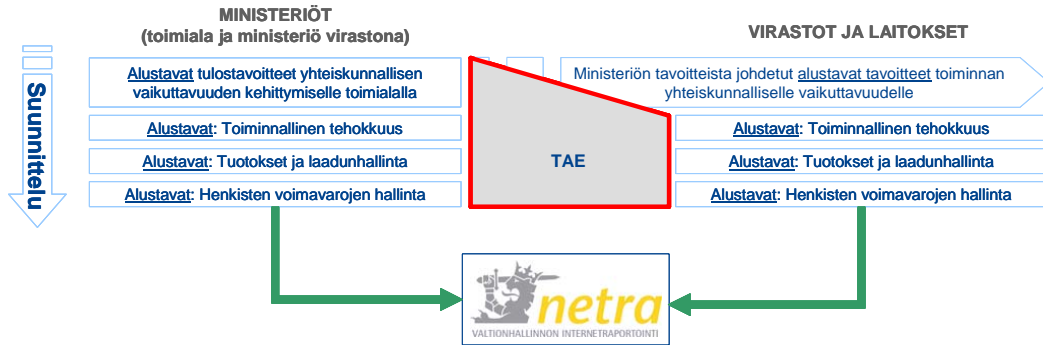 MINISTERIÖT
(toimiala ja ministeriö virastona)
VIRASTOT JA LAITOKSET
Suunnittelu
Alustavat tulostavoitteet yhteiskunnallisen
vaikuttavuuden kehittymiselle toimialalla
Ministeriön tavoitteista johdetut alustavat tavoitteet toiminnan
yhteiskunnalliselle vaikuttavuudelle
Alustavat: Toiminnallinen tehokkuus
Alustavat: Tuotokset ja laadunhallinta
Alustavat: Henkisten voimavarojen hallinta
TAE
Alustavat: Toiminnallinen tehokkuus
Alustavat: Tuotokset ja laadunhallinta
Alustavat: Henkisten voimavarojen hallinta
netra
VALTIONHALLINNON INTERNETRAPORTOINTI